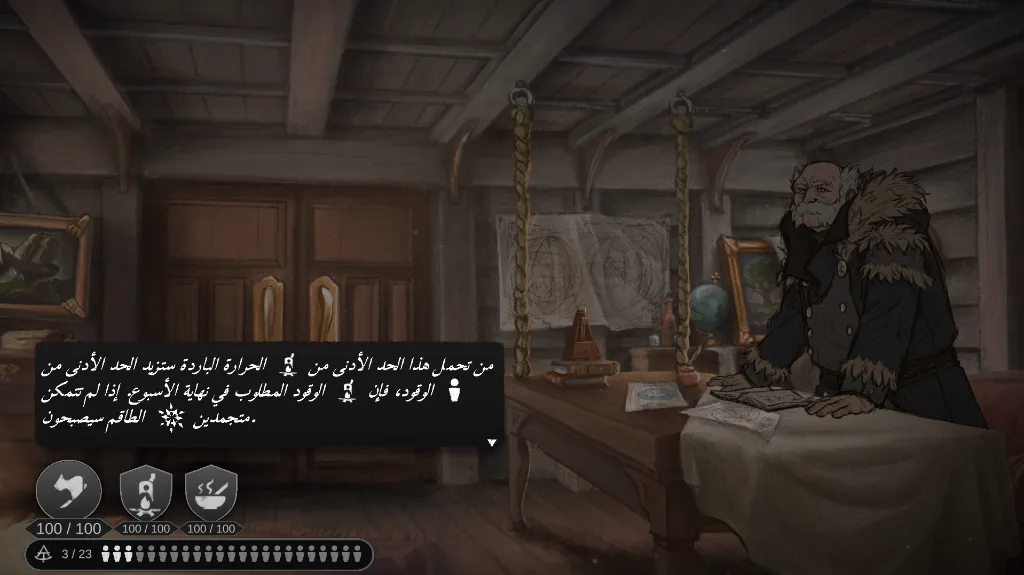 من تحمل هذا الحد الأدنى من الحرارة الباردة ستزيد الحد الأدنى من
الوقود، فإن الوقود المطلوب في نهاية الأسبوع. إذا لم تتمكن
متجمدين الطاقم سيصبحون.
100 / 100
100 / 100
100 / 100
3 / 23